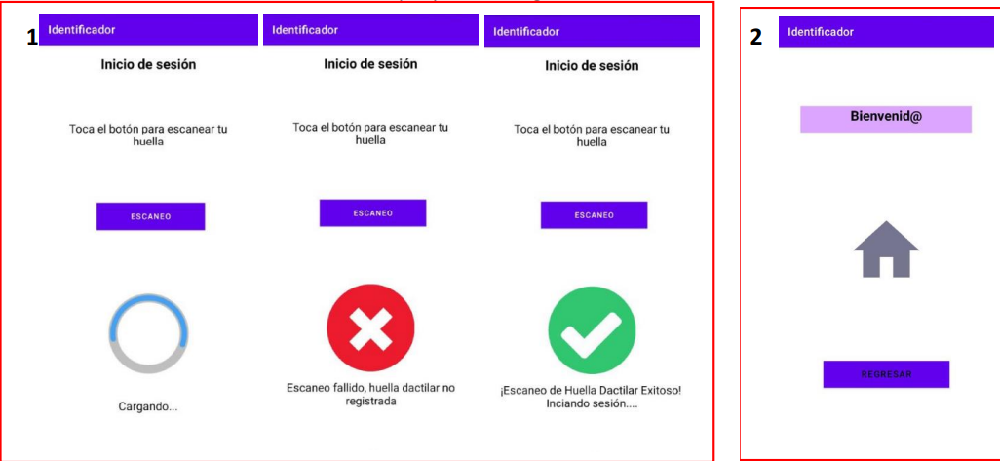 1
Identificador
Inicio de sesión
Toca el botón para escanear tu
huella
ESCANEO
Cargando...
Identificador
Inicio de sesión
Toca el botón para escanear tu
huella
ESCANEO
Escaneo fallido, huella dactilar no
registrada
Identificador
Inicio de sesión
Toca el botón para escanear tu
huella
ESCANEO
¡Escaneo de Huella Dactilar Exitoso!
Inciando sesión....
2
Identificador
Bienvenid@
REGRESAR